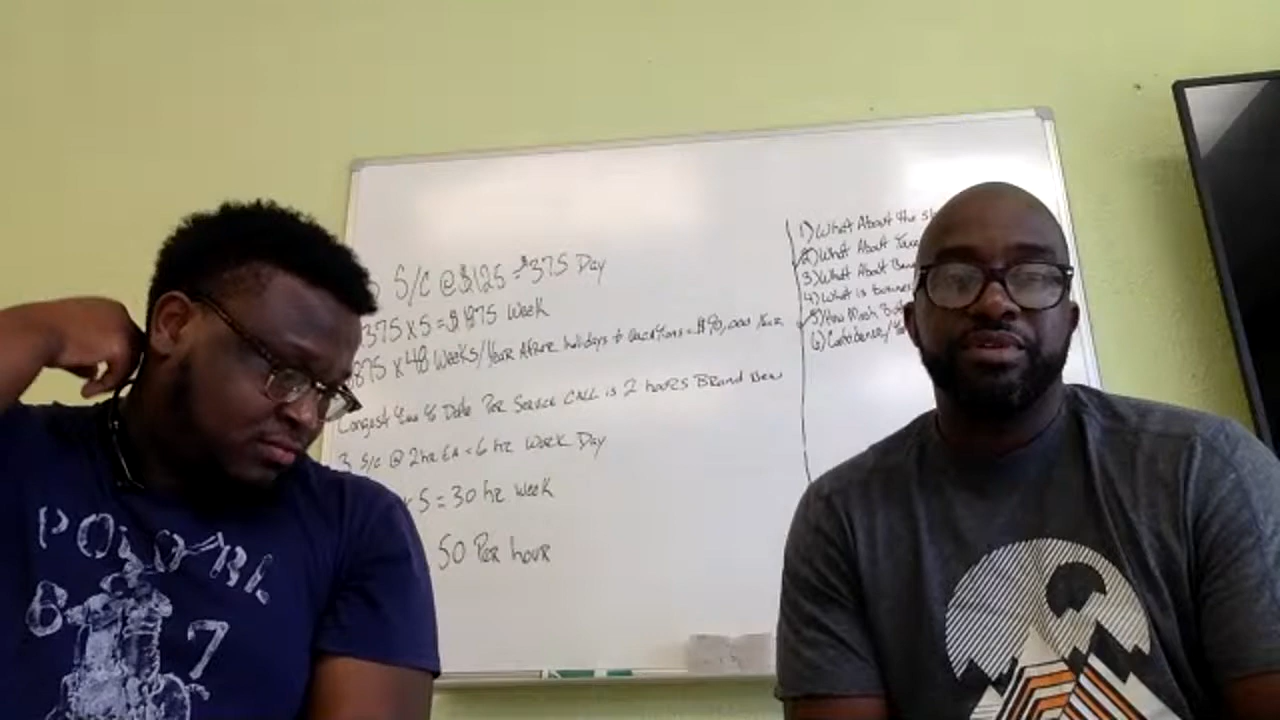 S/C @ $125 = $375 Day
375 x 5 = $1875 Week
875 x 48 Weeks/Year After holidays + Vacations = $90,000 Year
Longest to Date Per Service CALL is 2 hours Brand New
3 S/C @ 2hr EA = 6 hr Work Day
x 5 = 30 hr week
50 Per hour
1) What About the
2) What About
3) What About
4) What is
5) How Much
6)
POLO RL
67